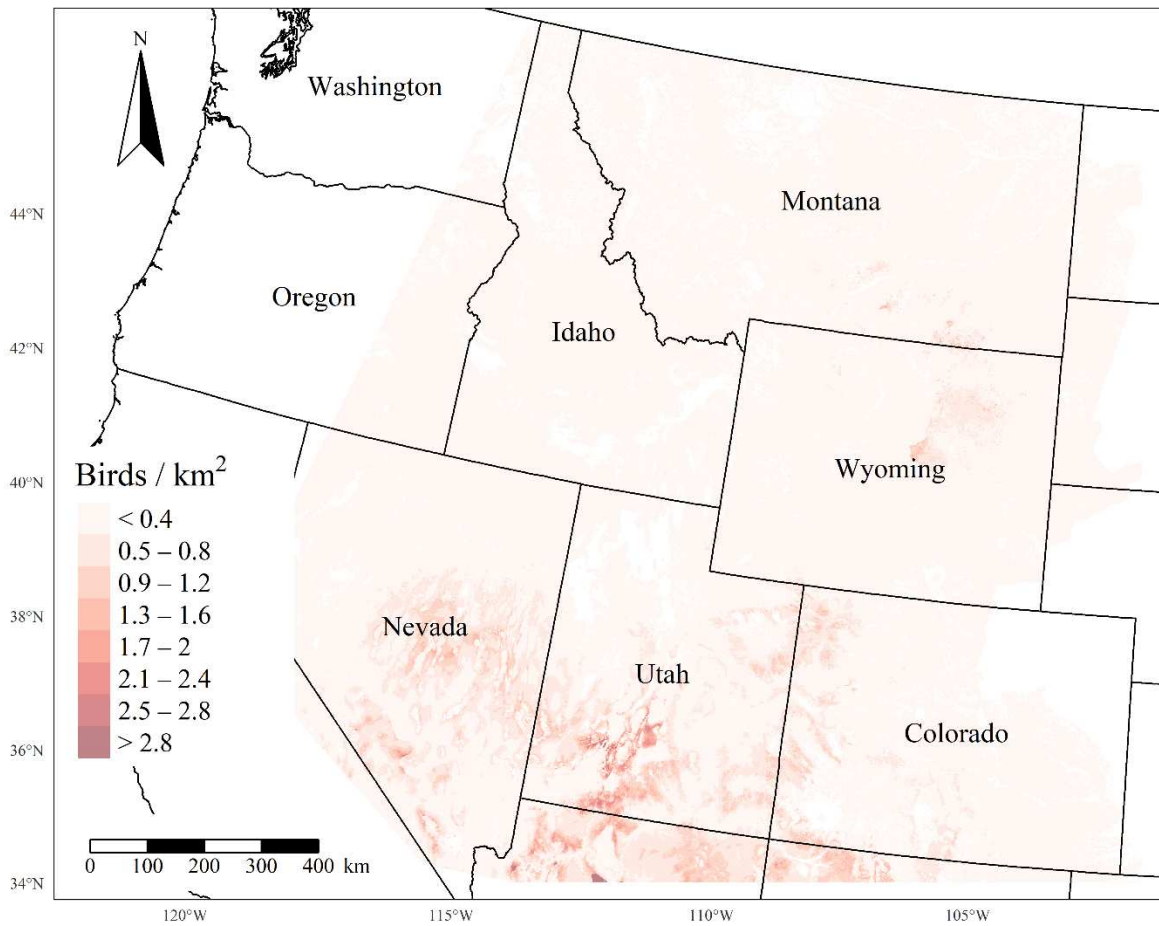 N
Washington
Montana
Oregon
Idaho
Wyoming
Nevada
Utah
Colorado
Birds / km²
< 0.4
0.5 – 0.8
0.9 – 1.2
1.3 – 1.6
1.7 – 2
2.1 – 2.4
2.5 – 2.8
> 2.8
0 100 200 300 400 km
44°N
42°N
40°N
38°N
36°N
34°N
120°W 115°W 110°W 105°W